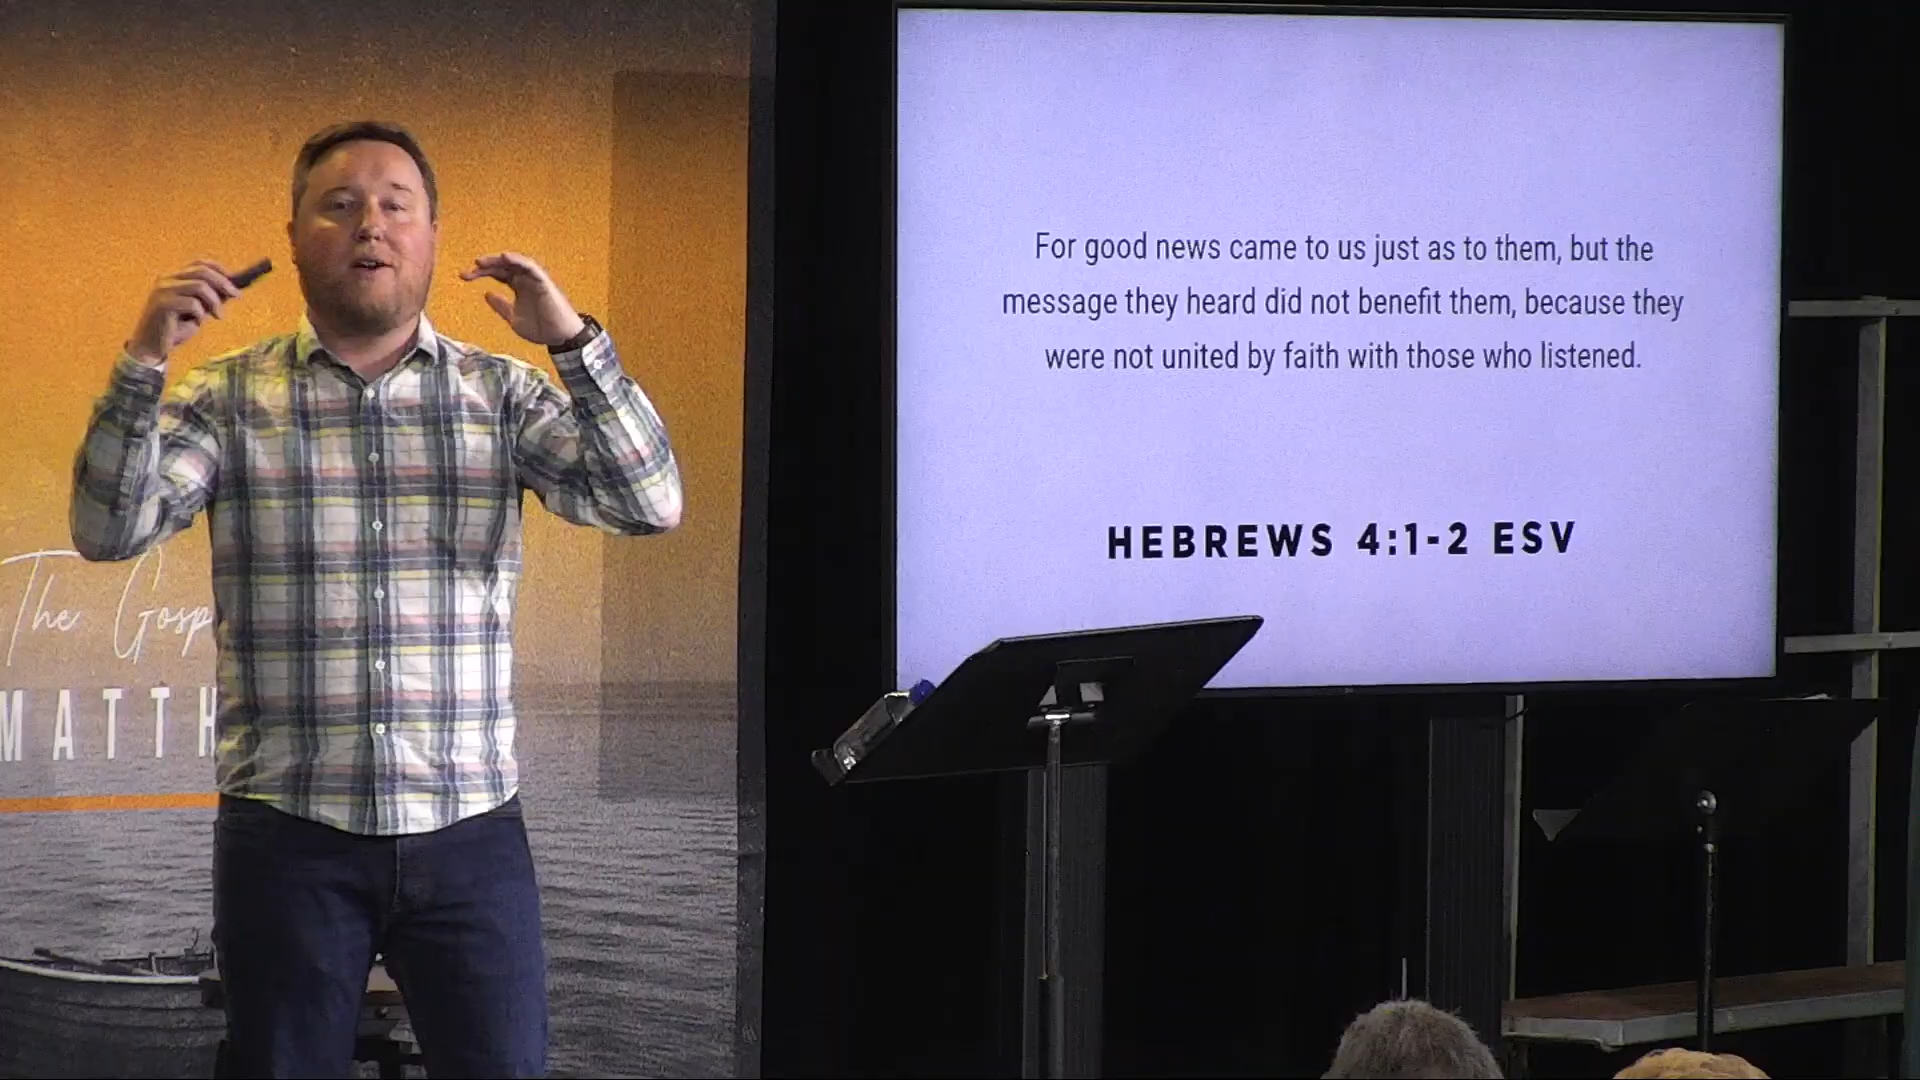 The Gosp
MATTH
For good news came to us just as to them, but the
message they heard did not benefit them, because they
were not united by faith with those who listened.
HEBREWS 4:1-2 ESV